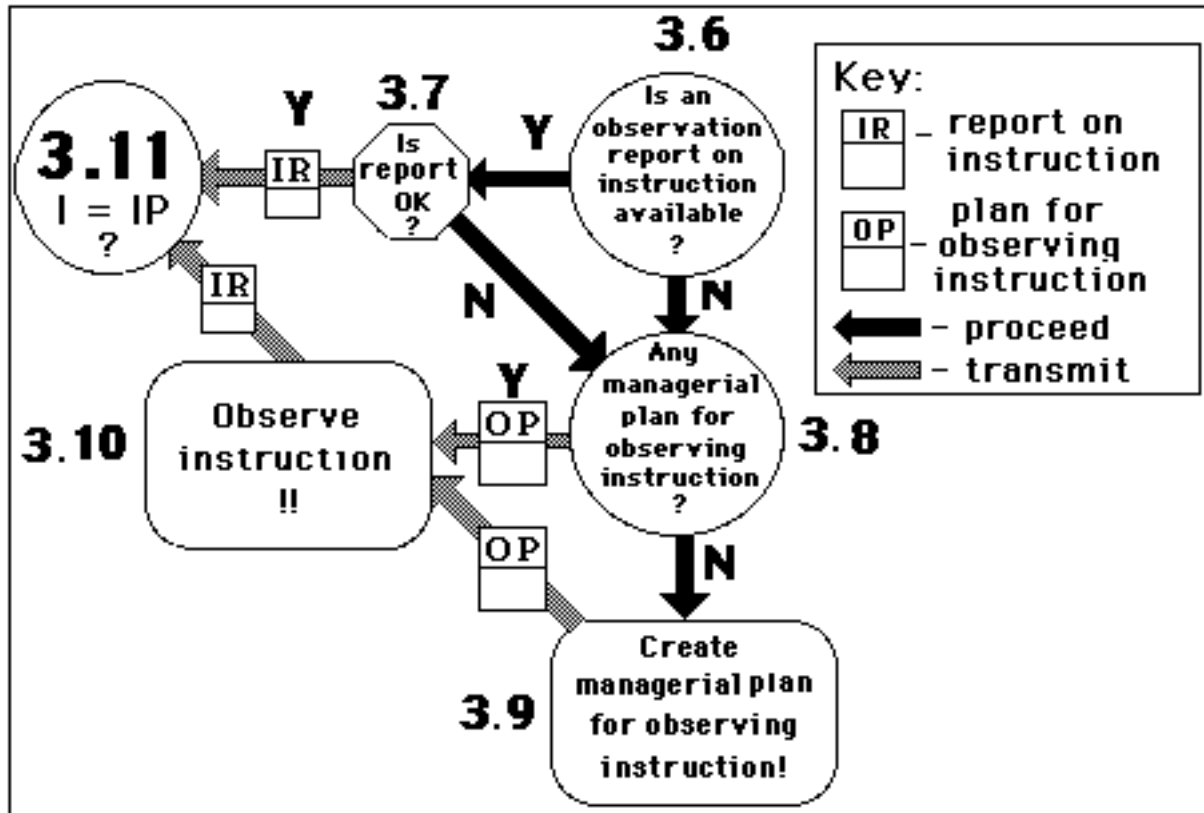 3.6
Is an
observation
report on
instruction
available
?
Y
3.7
Is
report
OK
?
Y
IR
3.11
I = IP
?
N
N
IR
Any
managerial
plan for
observing
instruction
?
3.8
Y
OP
3.10
Observe
instruction
!!
OP
N
3.9
Create
managerial plan
for observing
instruction!
Key:
IR – report on
instruction
OP – plan for
observing
instruction
– proceed
– transmit